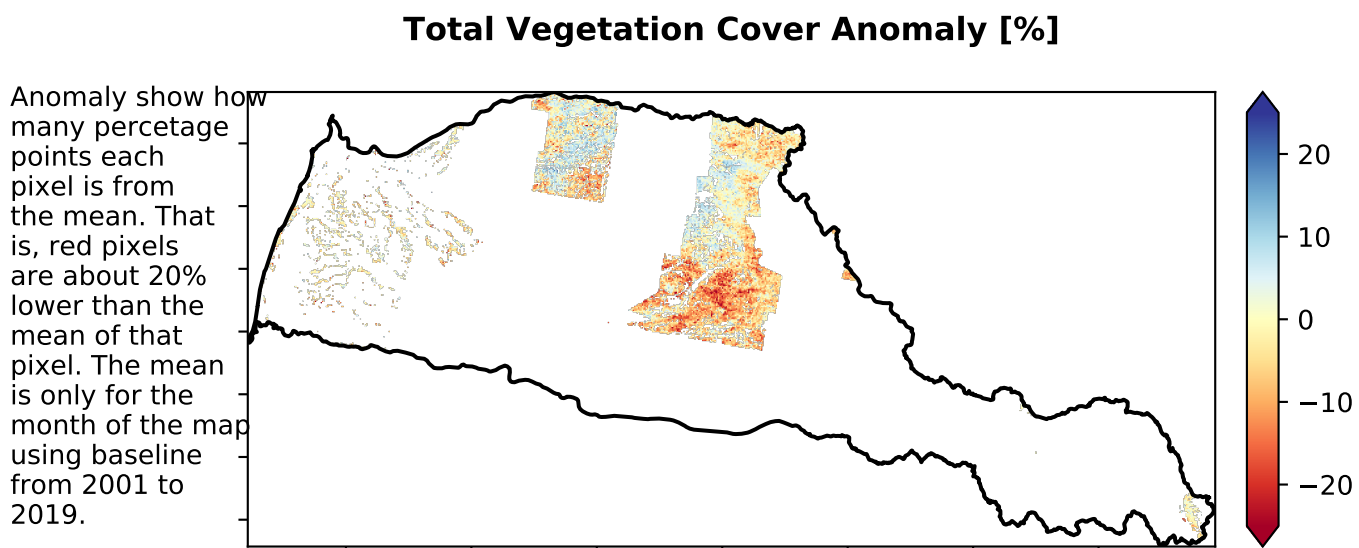 Total Vegetation Cover Anomaly [%]
Anomaly show how
many percetage
points each
pixel is from
the mean. That
is, red pixels
are about 20%
lower than the
mean of that
pixel. The mean
is only for the
month of the map
using baseline
from 2001 to
2019.
20
10
0
−10
−20